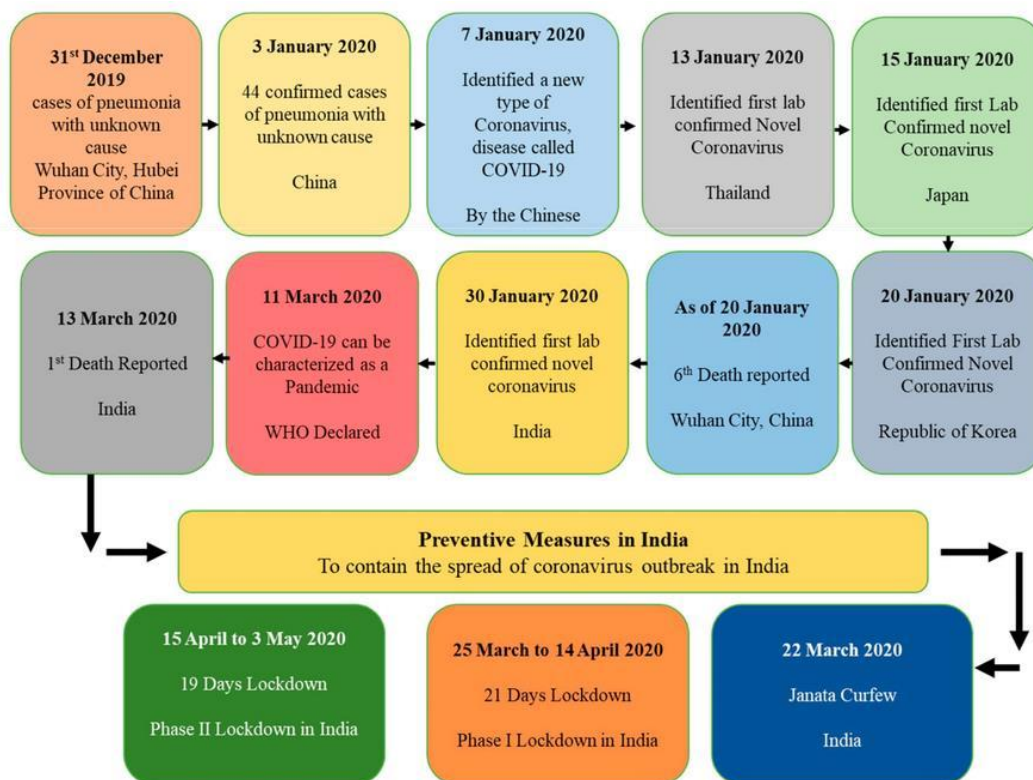 31st December
2019
cases of pneumonia
with unknown
cause
Wuhan City, Hubei
Province of China
3 January 2020
44 confirmed cases
of pneumonia with
unknown cause
China
7 January 2020
Identified a new
type of
Coronavirus,
disease called
COVID-19
By the Chinese
13 January 2020
Identified first lab
confirmed Novel
Coronavirus
Thailand
15 January 2020
Identified first Lab
Confirmed novel
Coronavirus
Japan
20 January 2020
Identified First Lab
Confirmed Novel
Coronavirus
Republic of Korea
As of 20 January
2020
6th Death reported
Wuhan City, China
30 January 2020
Identified first lab
confirmed novel
coronavirus
India
11 March 2020
COVID-19 can be
characterized as a
Pandemic
WHO Declared
13 March 2020
1st Death Reported
India
Preventive Measures in India
To contain the spread of coronavirus outbreak in India
22 March 2020
Janata Curfew
India
25 March to 14 April 2020
21 Days Lockdown
Phase I Lockdown in India
15 April to 3 May 2020
19 Days Lockdown
Phase II Lockdown in India